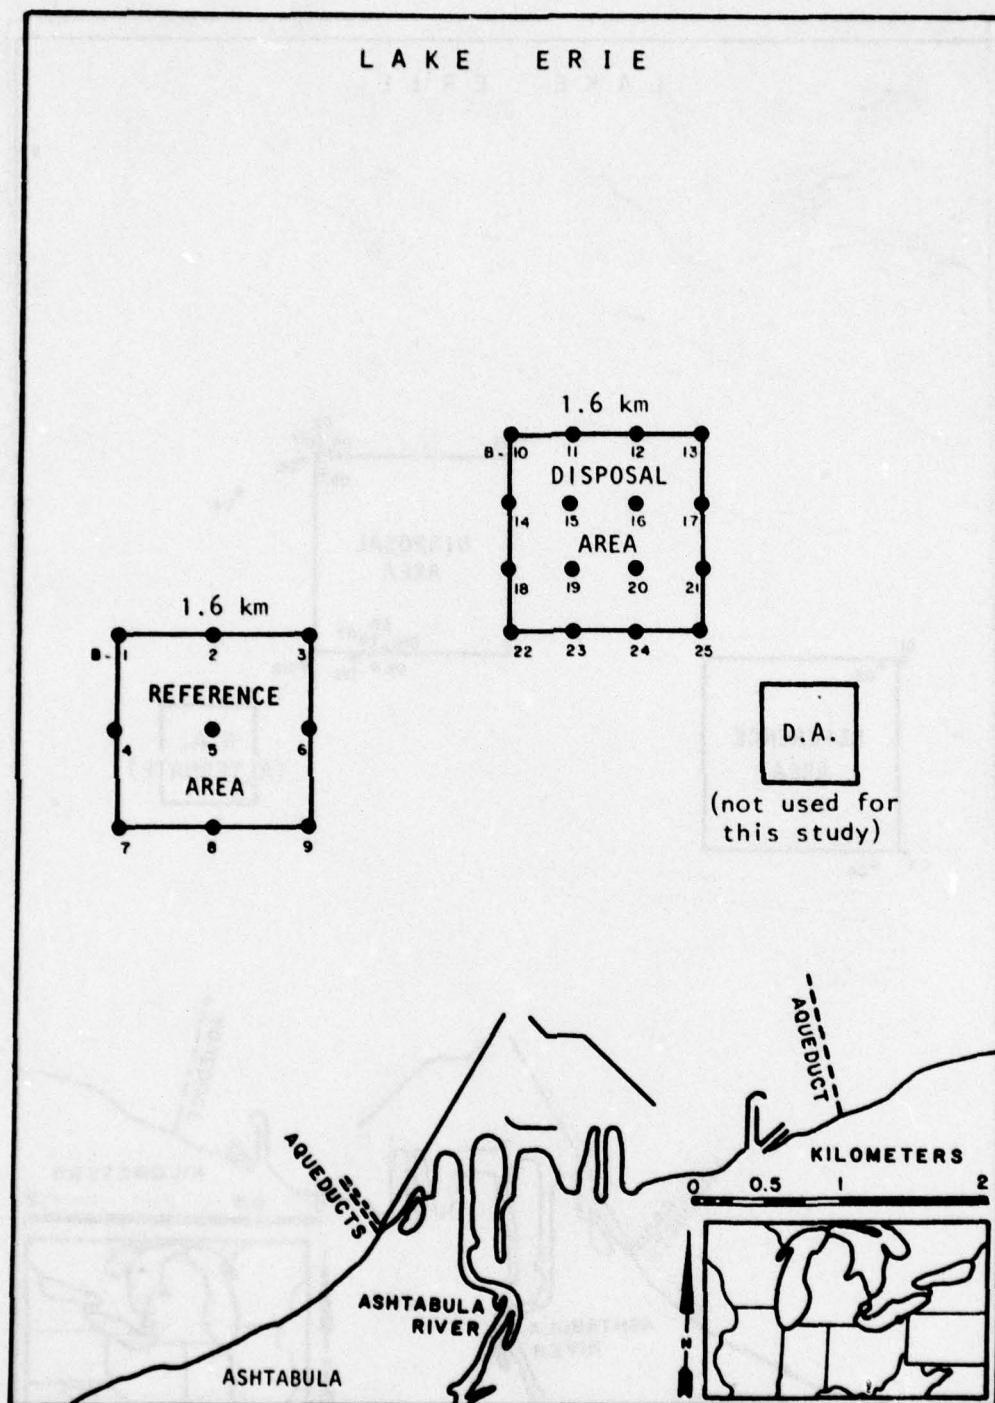 LAKE ERIE
1.6 km
B-10 11 12 13
DISPOSAL
14 15 16 17
AREA
18 19 20 21
22 23 24 25
1.6 km
B-1 2 3
REFERENCE
4 5 6
AREA
7 8 9
D.A.
(not used for
this study)
AQUEDUCT
AQUEDUCTS
KILOMETERS
0 0.5 1 2
N
ASHTABULA
RIVER
ASHTABULA